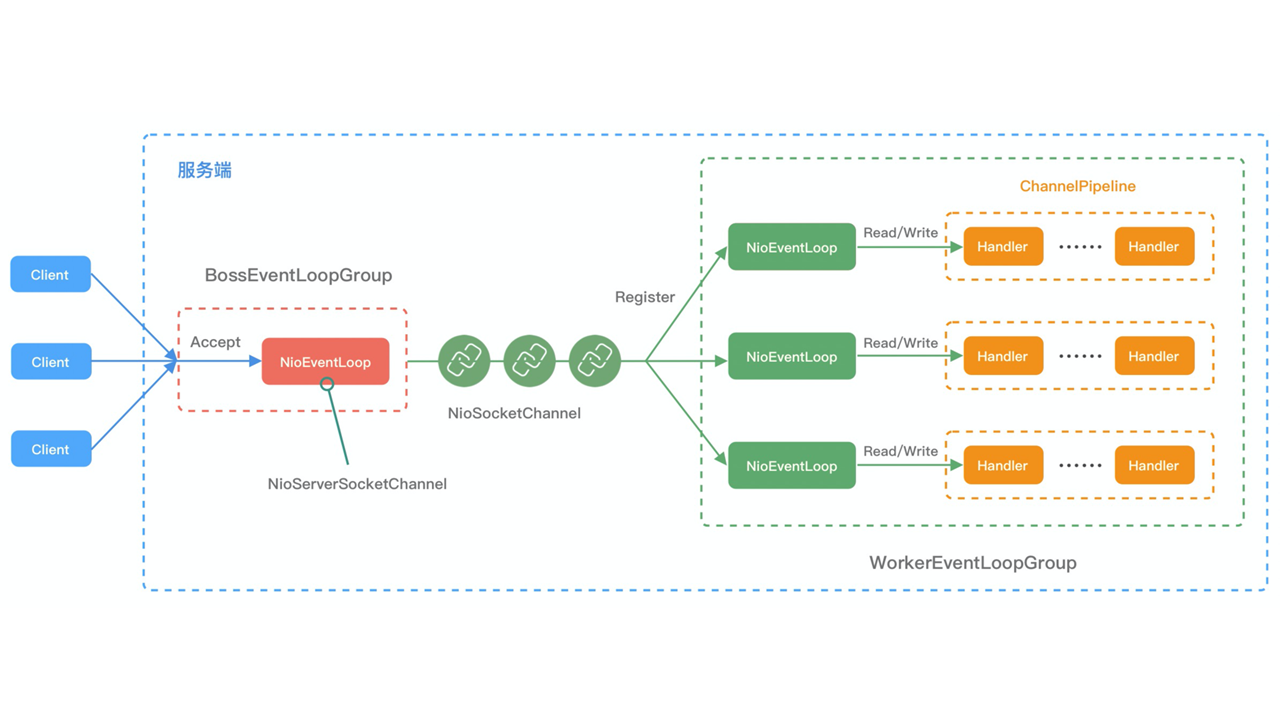 服务端
ChannelPipeline
NioEventLoop
Read/Write
Handler
......
Handler
Client
BossEventLoopGroup
Register
Accept
Client
NioEventLoop
NioEventLoop
Read/Write
Handler
......
Handler
NioSocketChannel
Client
NioServerSocketChannel
NioEventLoop
Read/Write
Handler
......
Handler
WorkerEventLoopGroup